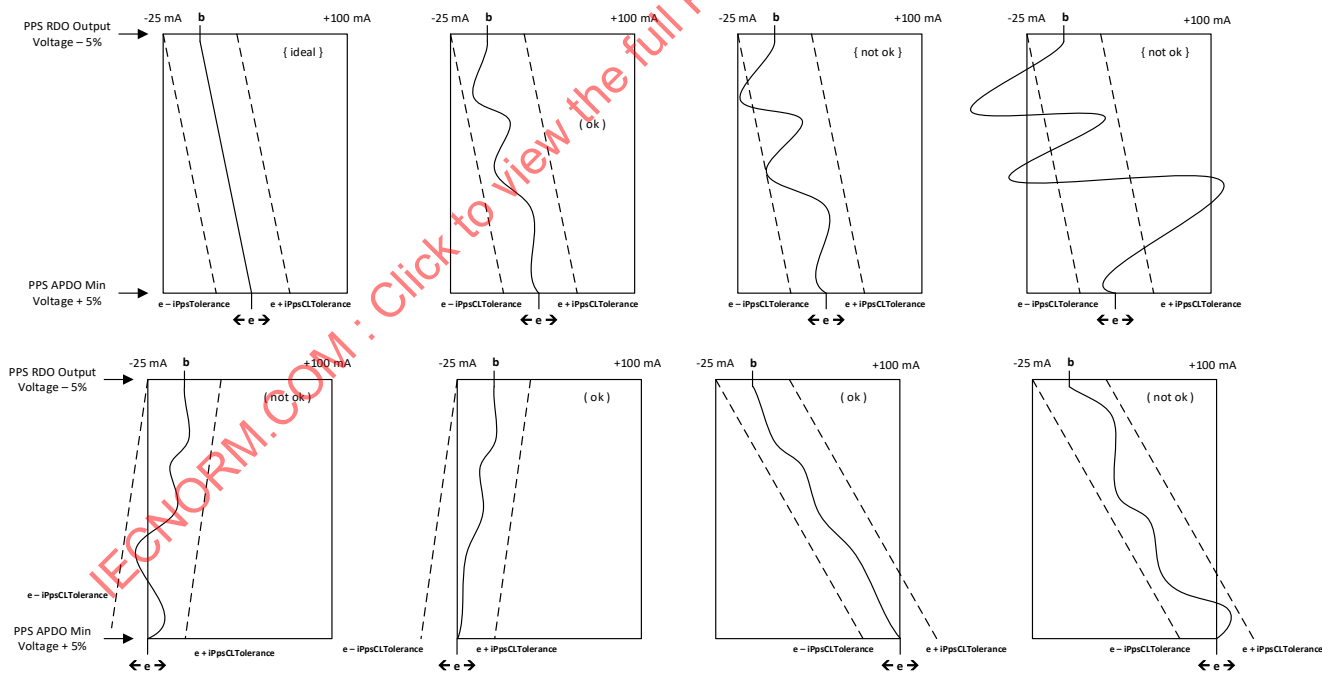 -25 mA b +100 mA
-25 mA b +100 mA
-25 mA b +100 mA
-25 mA b +100 mA
PPS RDO Output
Voltage – 5%
{ ideal }
( ok )
{ not ok }
{ not ok }
PPS APDO Min
Voltage + 5%
e – iPpsTolerance e + iPpsCLTolerance
e – iPpsCLTolerance e + iPpsCLTolerance
e – iPpsCLTolerance e + iPpsCLTolerance
e – iPpsCLTolerance e + iPpsCLTolerance
← e →
← e →
← e →
← e →
-25 mA b +100 mA
-25 mA b +100 mA
-25 mA b +100 mA
-25 mA b +100 mA
PPS RDO Output
Voltage – 5%
( not ok )
( ok )
( ok )
( not ok )
e – iPpsCLTolerance
PPS APDO Min
Voltage + 5%
e + iPpsCLTolerance
e – iPpsCLTolerance e + iPpsCLTolerance
e – iPpsCLTolerance e + iPpsCLTolerance
e – iPpsCLTolerance e + iPpsCLTolerance
← e →
← e →
← e →
← e →
IECNORM.COM : Click to view the full